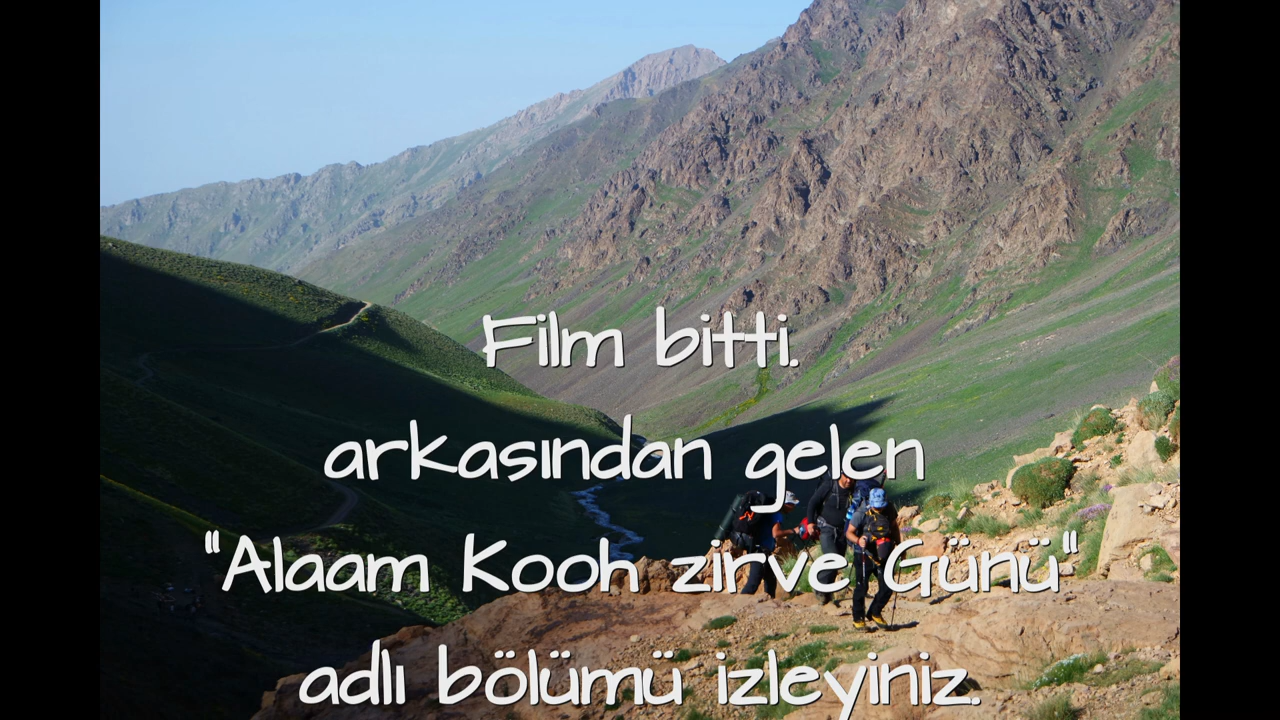 Film bitti.
arkasından gelen
"Alaam Kooh zirve Günü"
adlı bölümü izleyiniz.